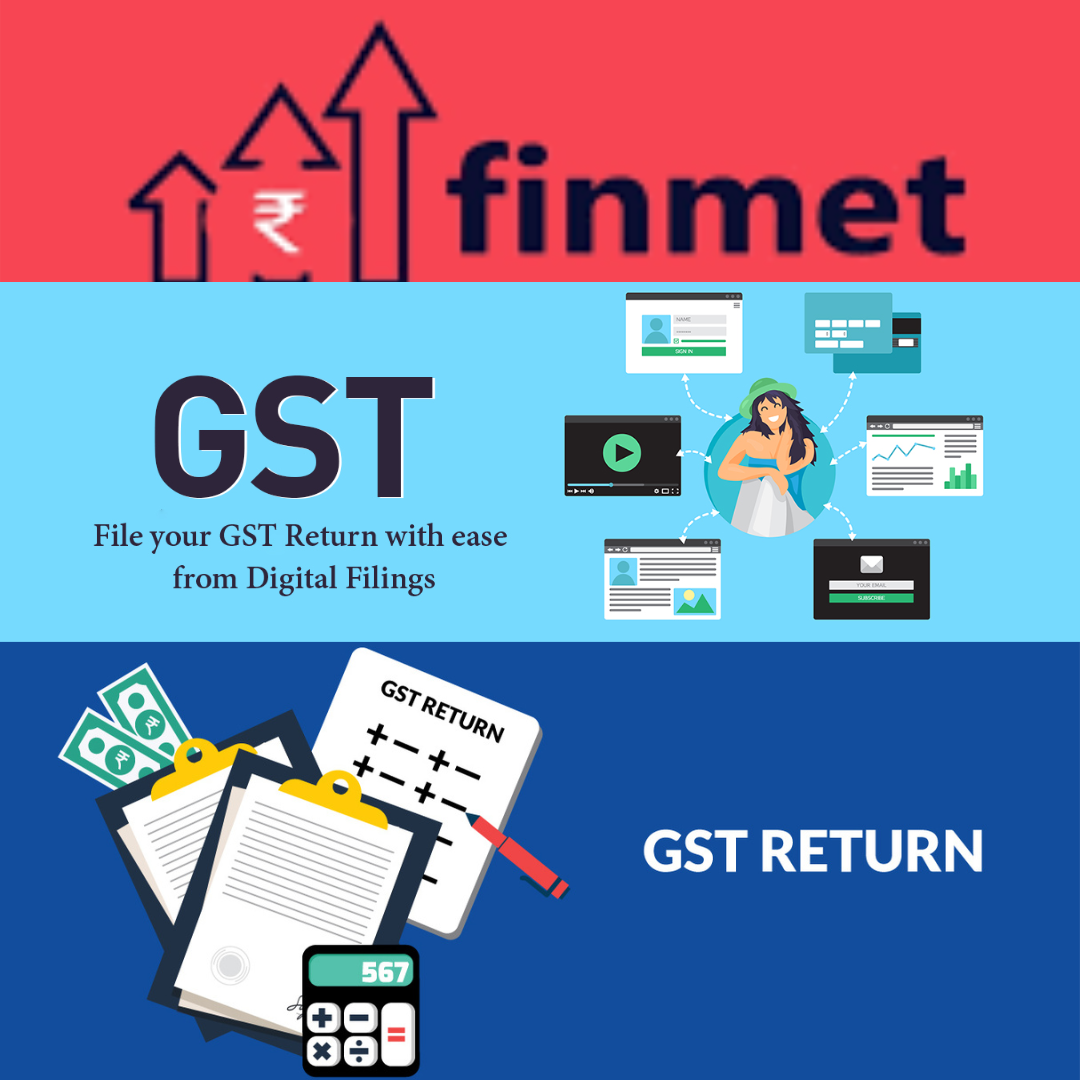 ₹
finmet
GST
File your GST Return with ease
from Digital Filings
NAME
SIGN IN
YOUR EMAIL
SUBSCRIBE
GST RETURN
+ − + −
+ − + −
₹
₹
567
+ −
× ÷ =
GST RETURN